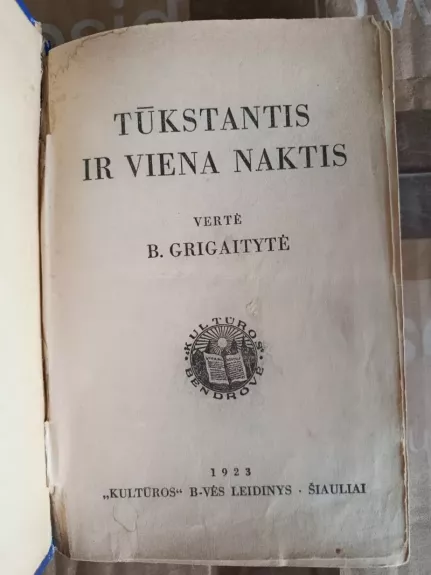 TŪKSTANTIS
IR VIENA NAKTIS
VERTĖ
B. GRIGAITYTĖ
KULTŪROS
BENDROVĖ
1923
„KULTŪROS“ B-VĖS LEIDINYS · ŠIAULIAI